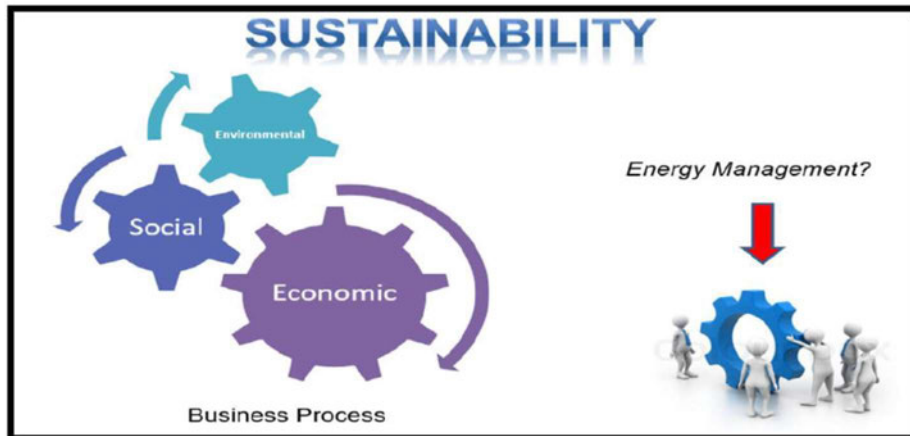 SUSTAINABILITY
Environmental
Social
Economic
Business Process
Energy Management?